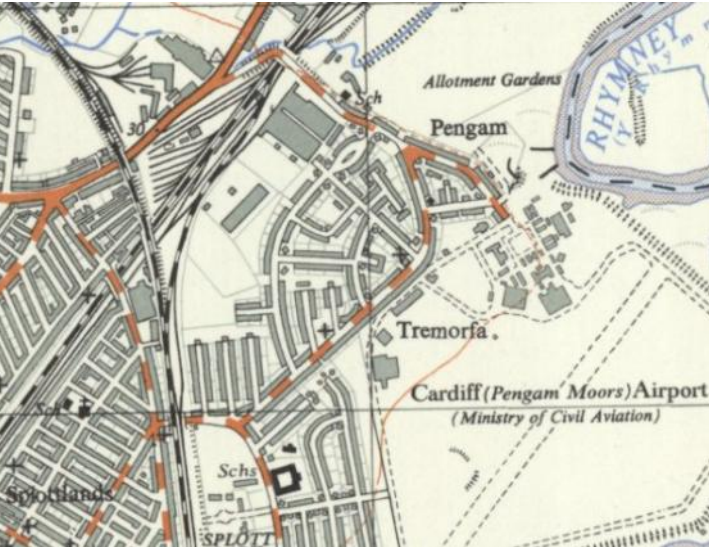 Allotment Gardens
RHYMNEY
Sch
30
Pengam
Tremorfa
Cardiff (Pengam Moors) Airport
(Ministry of Civil Aviation)
Sch
Schs
Splottlands
SPLOTT